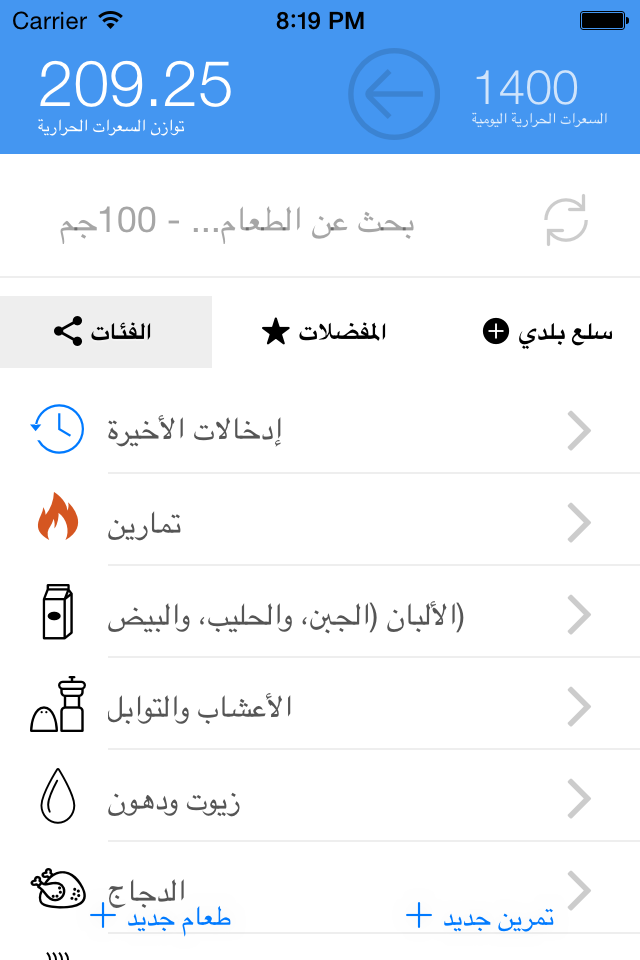 Carrier 8:19 PM
209.25
توازن السعرات الحرارية
1400
السعرات الحرارية اليومية
بحث عن الطعام... - 100جم
الفئات
المفضلات
سلع بلدي
إدخالات الأخيرة
تمارين
(الألبان (الجبن، والحليب، والبيض
الأعشاب والتوابل
زيوت ودهون
الدجاج
+ طعام جديد
+ تمرين جديد